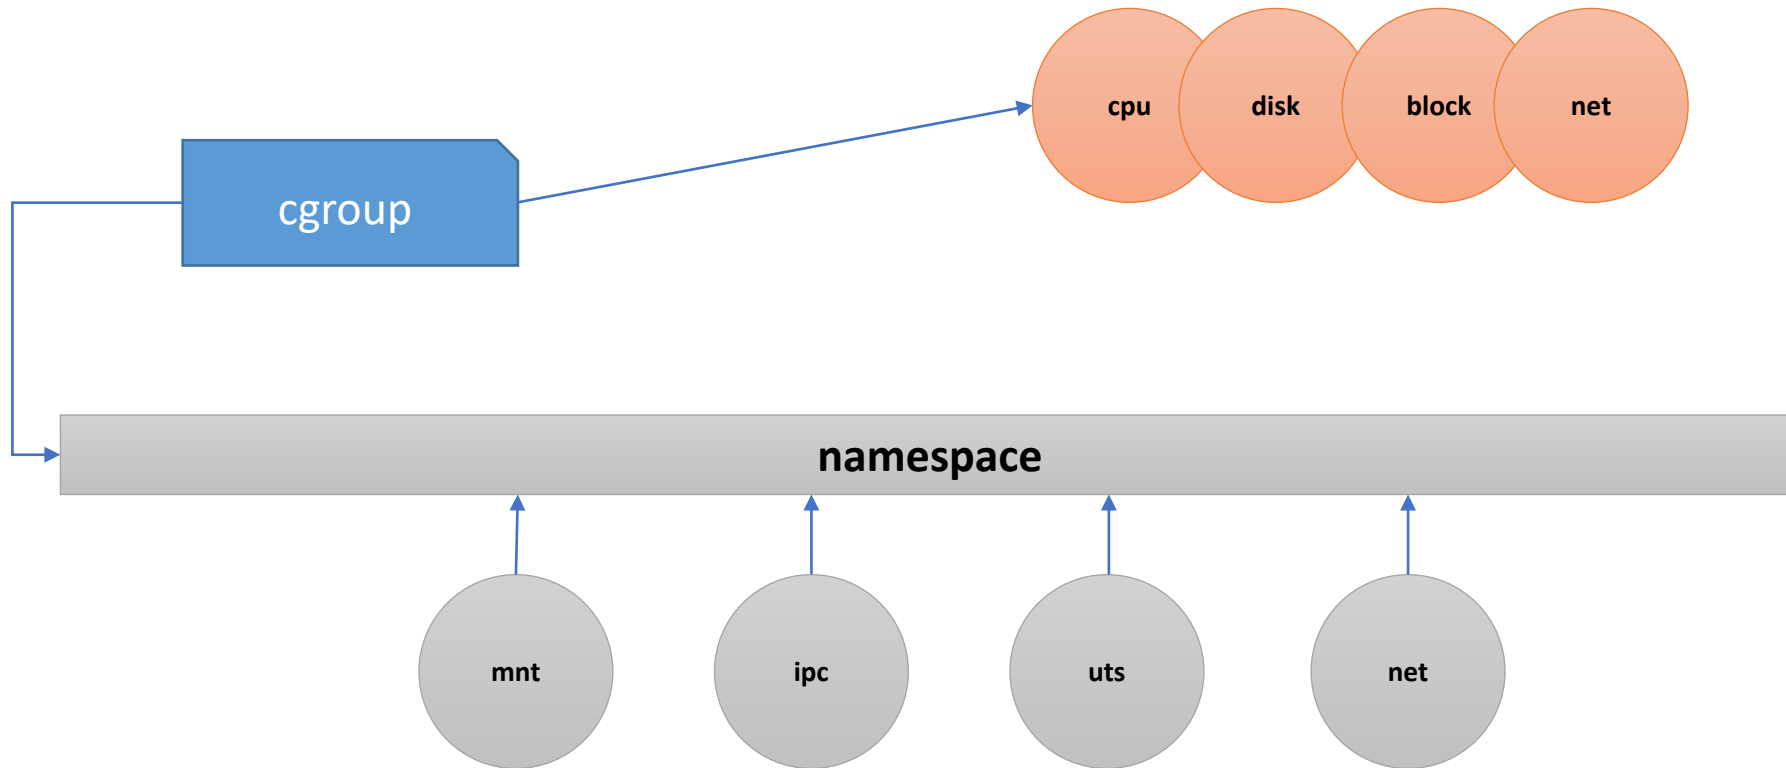 cpu
disk
block
net
cgroup
namespace
mnt
ipc
uts
net